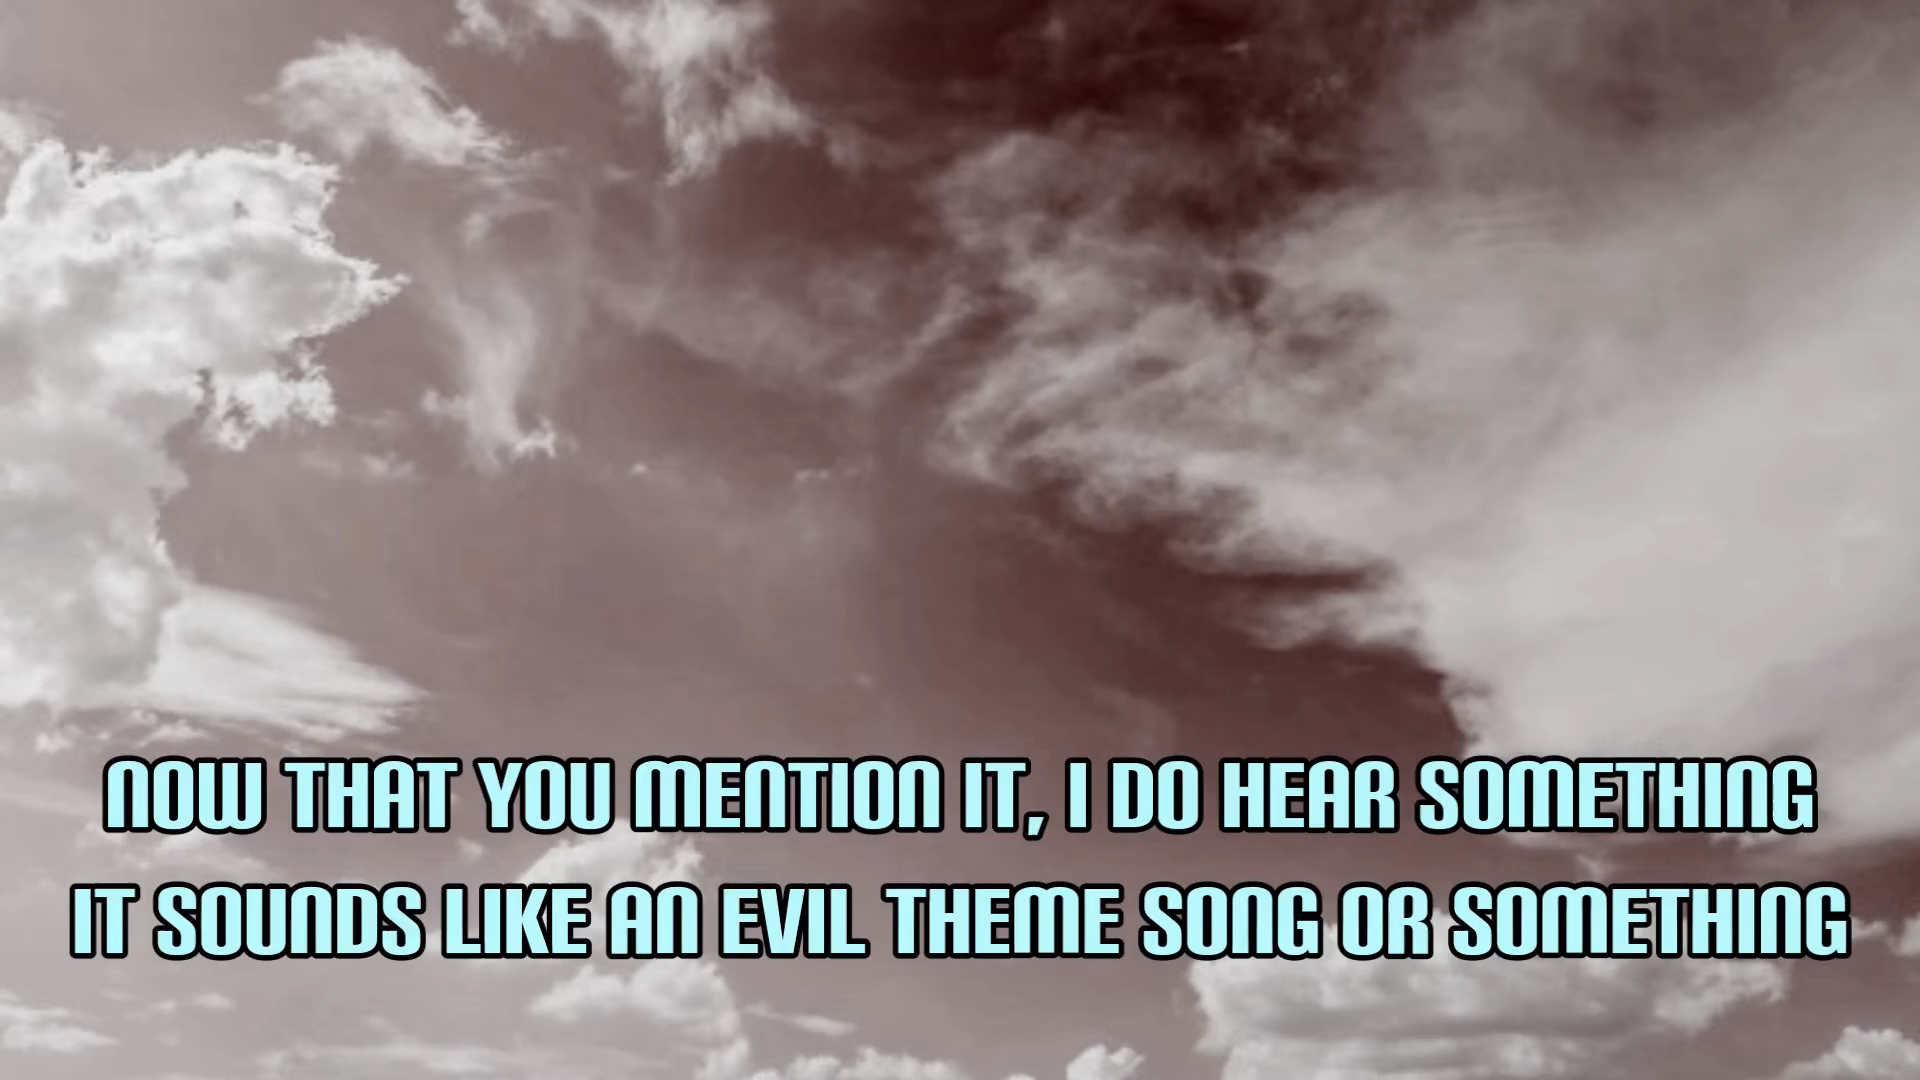 NOW THAT YOU MENTION IT, I DO HEAR SOMETHING
IT SOUNDS LIKE AN EVIL THEME SONG OR SOMETHING